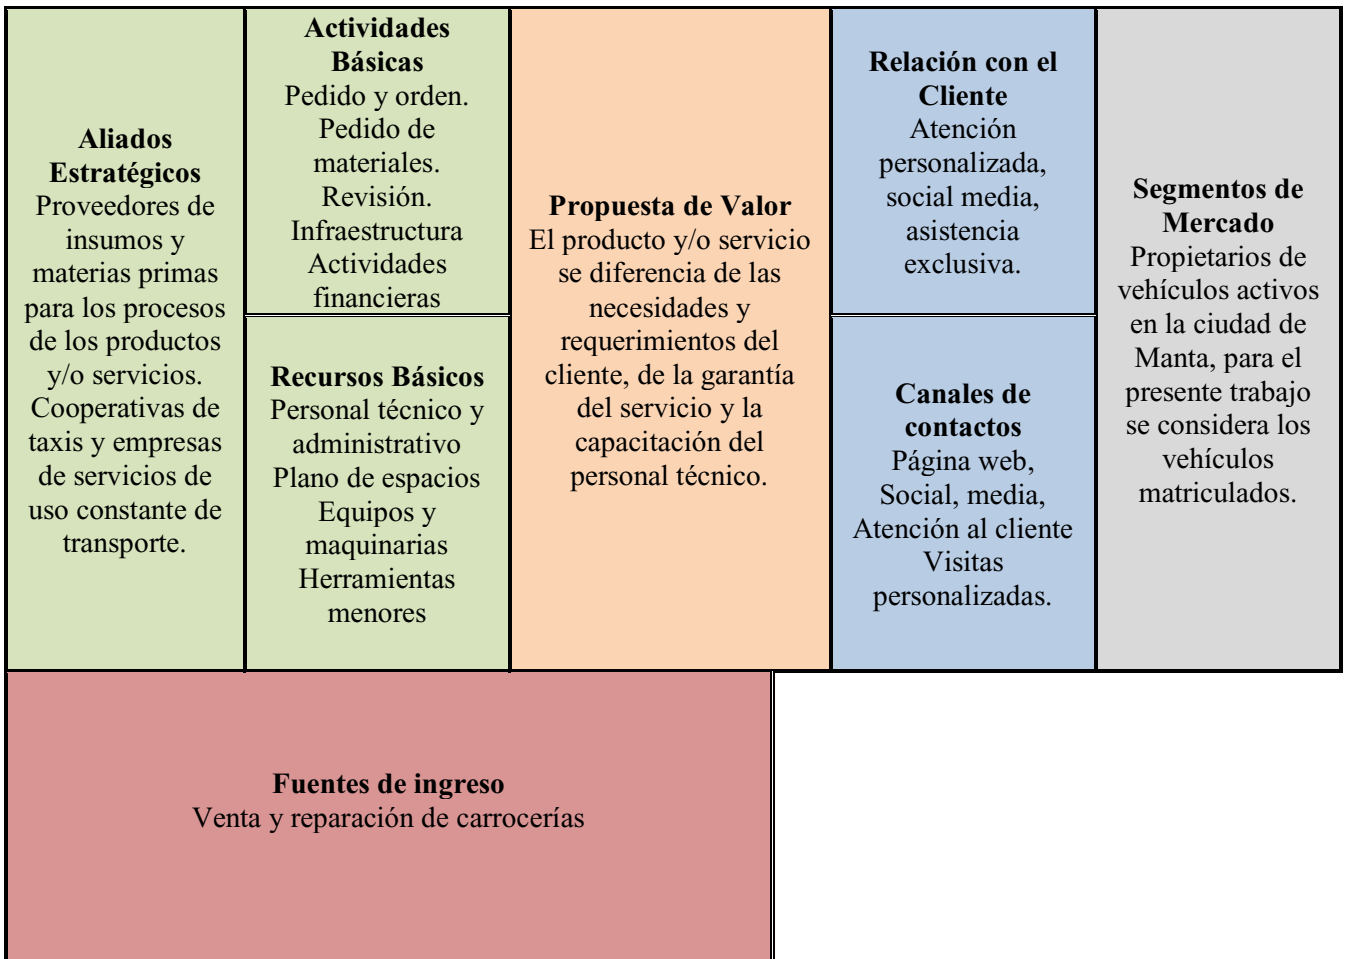 Aliados
Estratégicos
Proveedores de
insumos y
materias primas
para los procesos
de los productos
y/o servicios.
Cooperativas de
taxis y empresas
de servicios de
uso constante de
transporte.
Actividades
Básicas
Pedido y orden.
Pedido de
materiales.
Revisión.
Infraestructura
Actividades
financieras
Recursos Básicos
Personal técnico y
administrativo
Plano de espacios
Equipos y
maquinarias
Herramientas
menores
Propuesta de Valor
El producto y/o servicio
se diferencia de las
necesidades y
requerimientos del
cliente, de la garantía
del servicio y la
capacitación del
personal técnico.
Relación con el
Cliente
Atención
personalizada,
social media,
asistencia
exclusiva.
Canales de
contactos
Página web,
Social, media,
Atención al cliente
Visitas
personalizadas.
Segmentos de
Mercado
Propietarios de
vehículos activos
en la ciudad de
Manta, para el
presente trabajo
se considera los
vehículos
matriculados.
Fuentes de ingreso
Venta y reparación de carrocerías